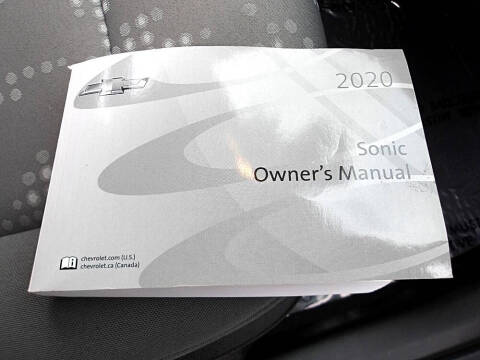 2020
Sonic
Owner's Manual
chevrolet.com (U.S.)
chevrolet.ca (Canada)